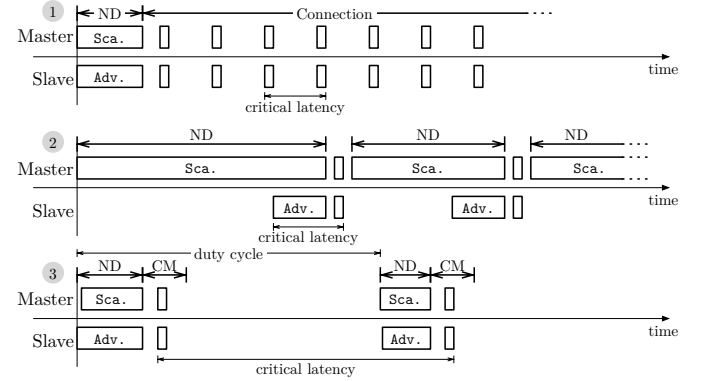 1 ND Connection
Master Sca.
Slave Adv.
time
critical latency
2 ND ND ND
Master Sca. Sca. Sca.
Slave Adv. Adv.
time
critical latency
duty cycle
3 ND CM ND CM
Master Sca. Sca.
Slave Adv. Adv.
time
critical latency